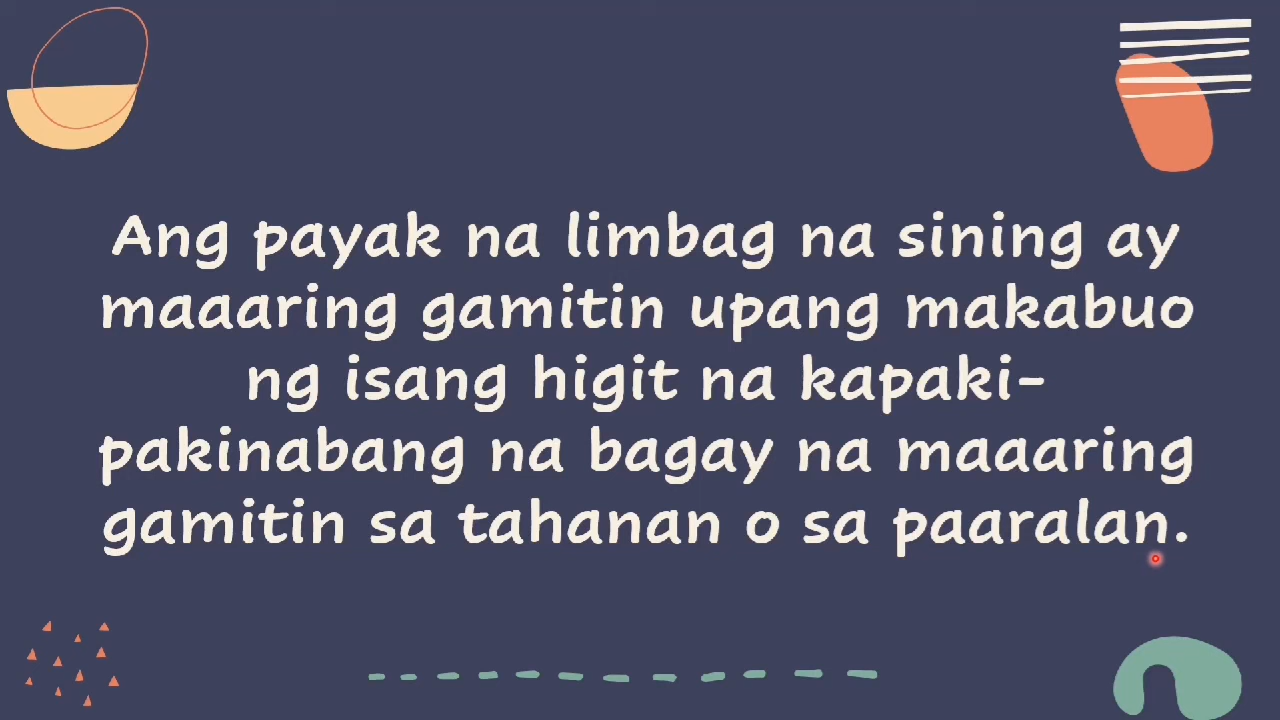 Ang payak na limbag na sining ay
maaaring gamitin upang makabuo
ng isang higit na kapaki-
pakinabang na bagay na maaaring
gamitin sa tahanan o sa paaralan.